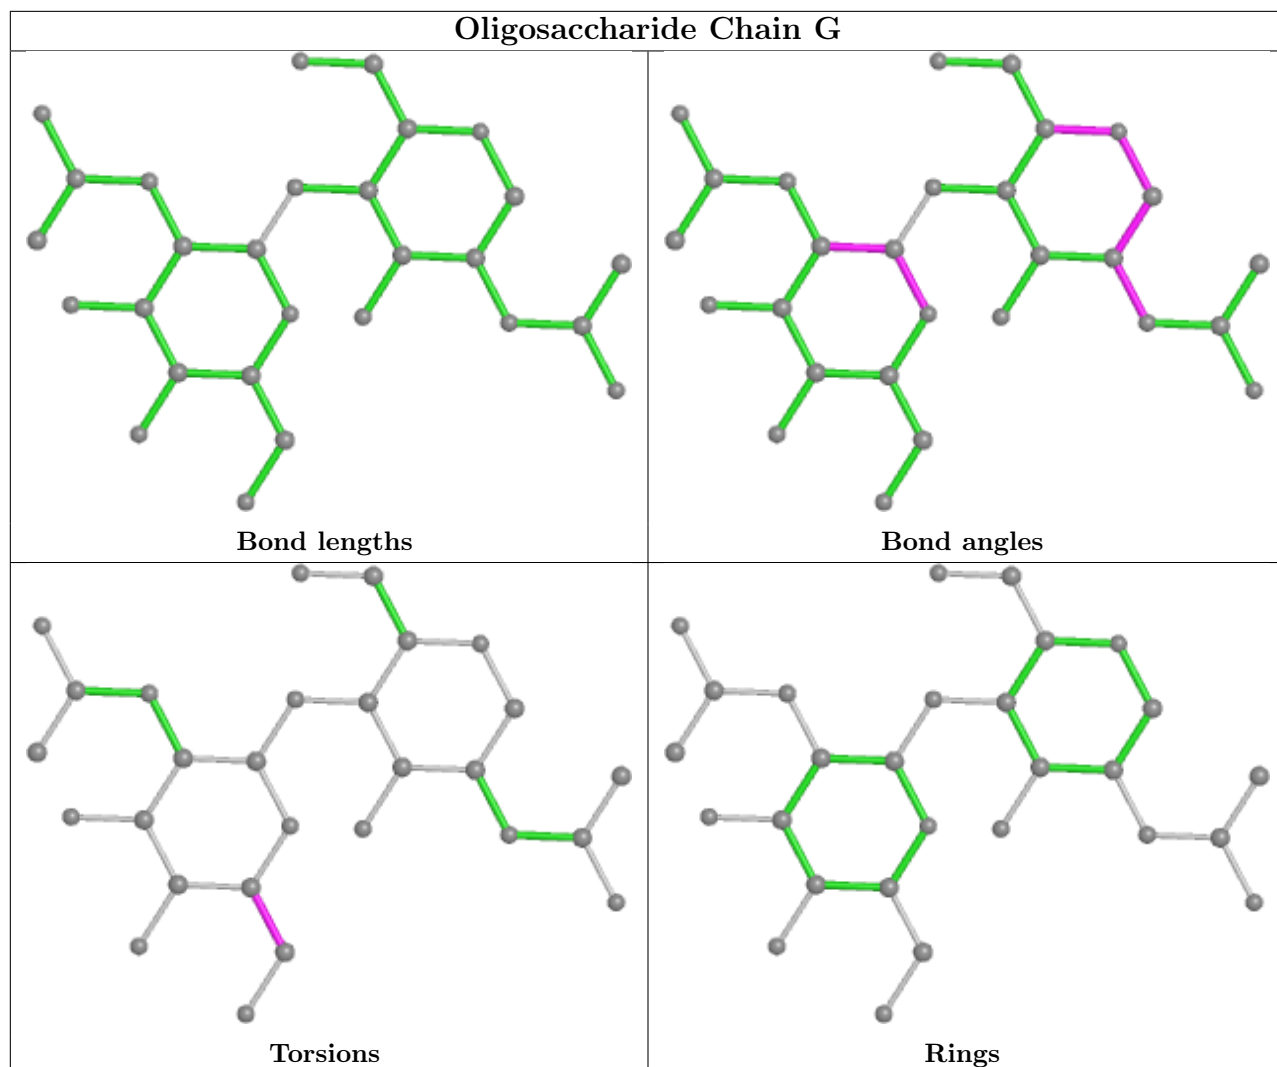 Oligosaccharide Chain G
Bond lengths
Bond angles
Torsions
Rings